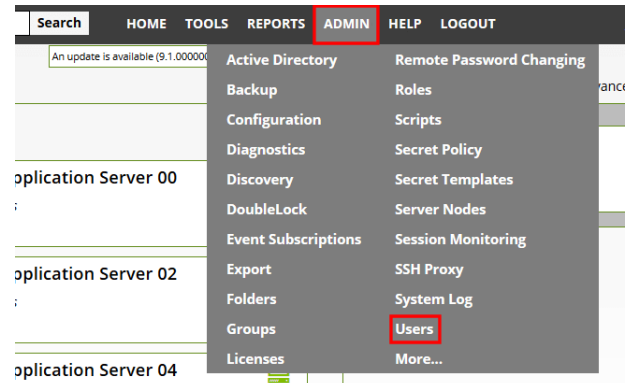 Search HOME TOOLS REPORTS ADMIN HELP LOGOUT
An update is available (9.1.000000
Active Directory Remote Password Changing
Backup Roles
Configuration Scripts
Diagnostics Secret Policy
Discovery Secret Templates
DoubleLock Server Nodes
Event Subscriptions Session Monitoring
Export SSH Proxy
Folders System Log
Groups Users
Licenses More...
pplication Server 00
pplication Server 02
pplication Server 04